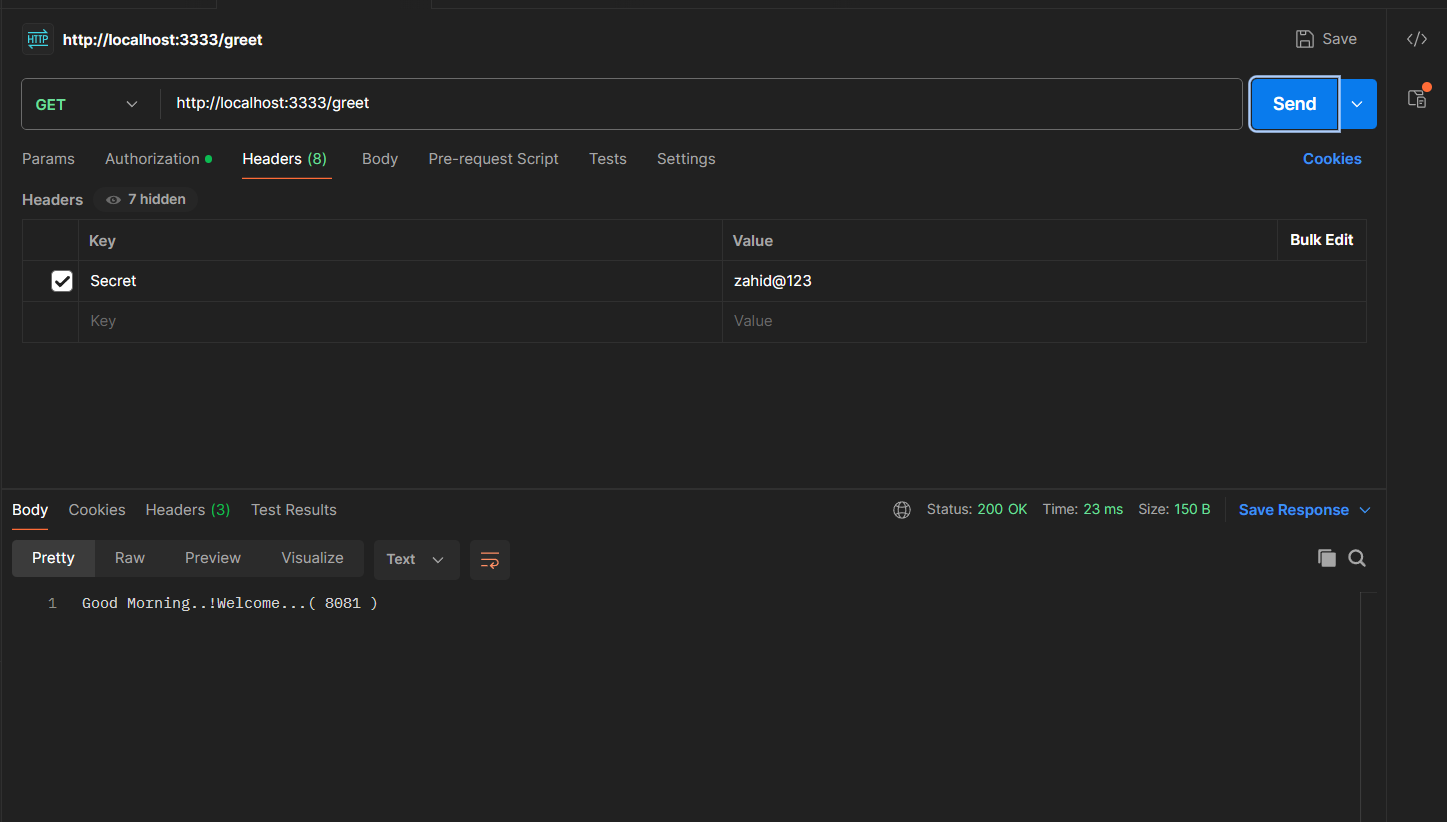 HTTP http://localhost:3333/greet Save </>
GET http://localhost:3333/greet Send
Params Authorization Headers (8) Body Pre-request Script Tests Settings Cookies
Headers 7 hidden
Key Value Bulk Edit
Secret zahid@123
Key Value
Body Cookies Headers (3) Test Results Status: 200 OK Time: 23 ms Size: 150 B Save Response
Pretty Raw Preview Visualize Text
1 Good Morning..!Welcome...( 8081 )